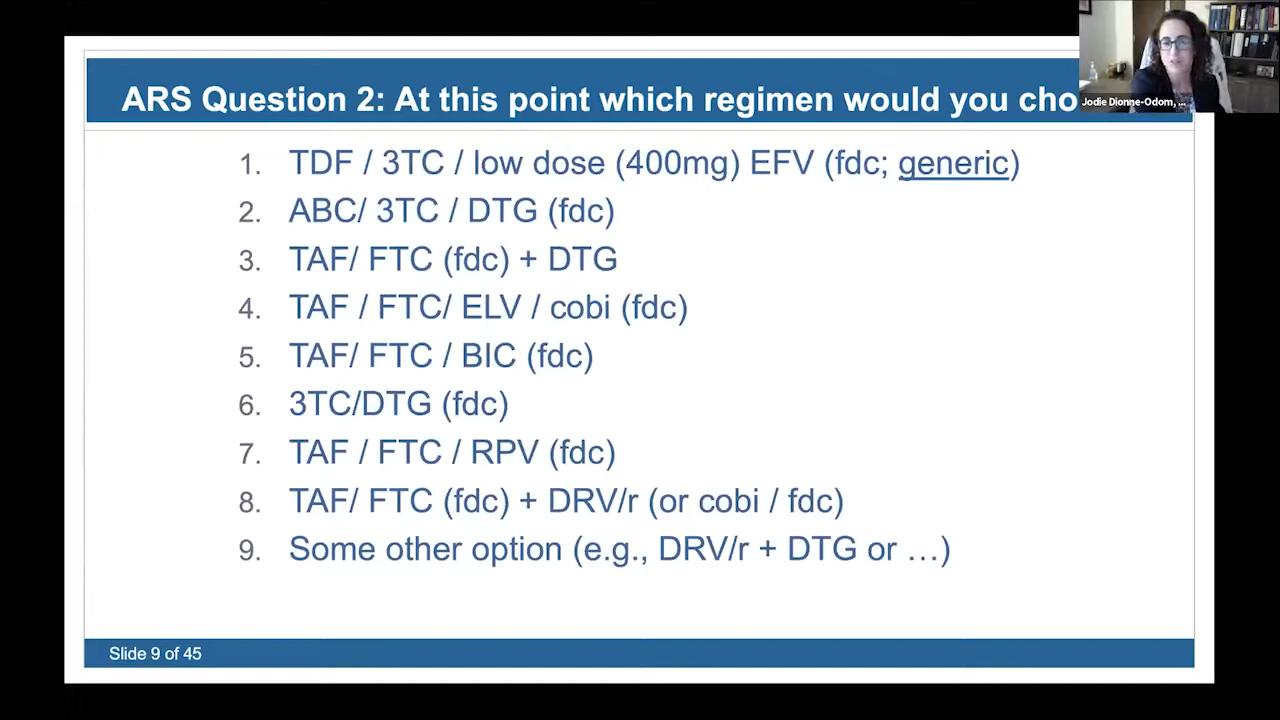 ARS Question 2: At this point which regimen would you cho
Jodie Dionne-Odom, ...
1. TDF / 3TC / low dose (400mg) EFV (fdc; generic)
2. ABC/ 3TC / DTG (fdc)
3. TAF/ FTC (fdc) + DTG
4. TAF / FTC/ ELV / cobi (fdc)
5. TAF/ FTC / BIC (fdc)
6. 3TC/DTG (fdc)
7. TAF / FTC / RPV (fdc)
8. TAF/ FTC (fdc) + DRV/r (or cobi / fdc)
9. Some other option (e.g., DRV/r + DTG or …)
Slide 9 of 45